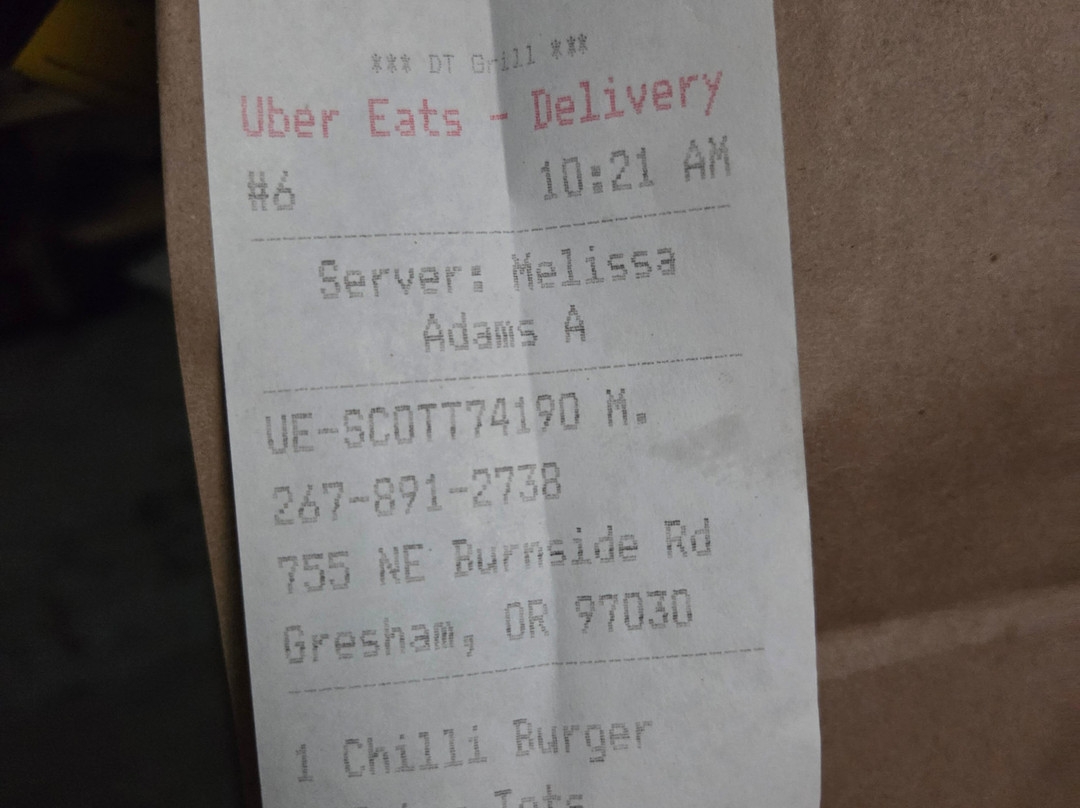 *** DT Grill ***
Uber Eats - Delivery
#6 10:21 AM
Server: Melissa
Adams A
UE-SCOTT74190 M.
267-891-2738
755 NE Burnside Rd
Gresham, OR 97030
1 Chilli Burger
Tots